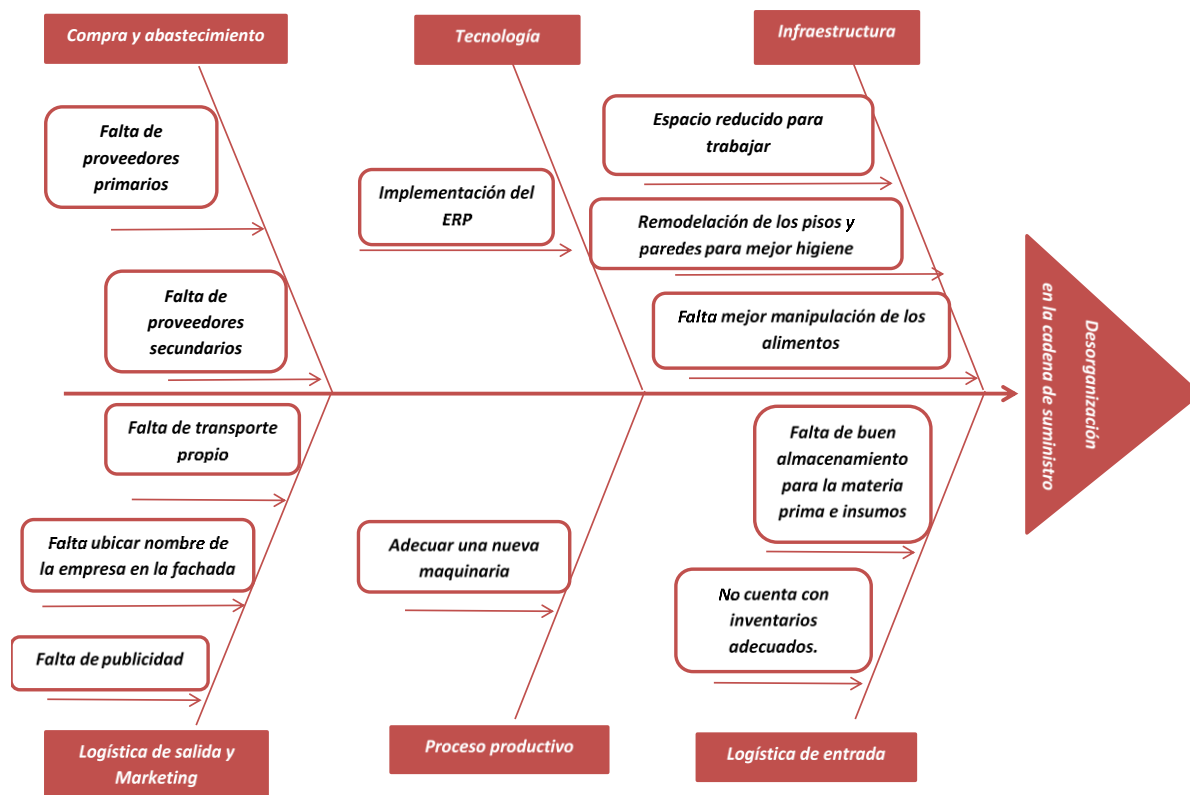 Compra y abastecimiento
Tecnología
Infraestructura
Falta de
proveedores
primarios
Implementación del
ERP
Espacio reducido para
trabajar
Remodelación de los pisos y
paredes para mejor higiene
Falta de
proveedores
secundarios
Falta mejor manipulación de los
alimentos
Desorganización
en la cadena de suministro
Falta de transporte
propio
Falta ubicar nombre de
la empresa en la fachada
Falta de publicidad
Adecuar una nueva
maquinaria
Falta de buen
almacenamiento
para la materia
prima e insumos
No cuenta con
inventarios
adecuados.
Logística de salida y
Marketing
Proceso productivo
Logística de entrada